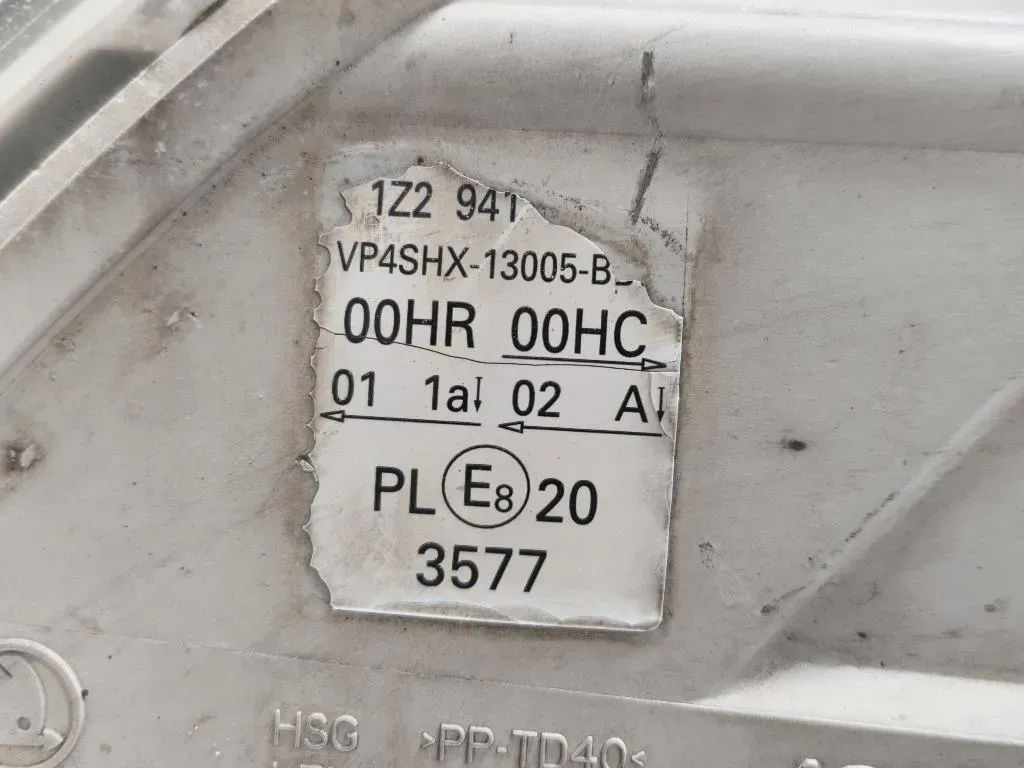 1Z2 941
VP4SHX-13005-B
00HR 00HC
01 1a 02 A
PL E8 20
3577
HSG >PP-TD40<